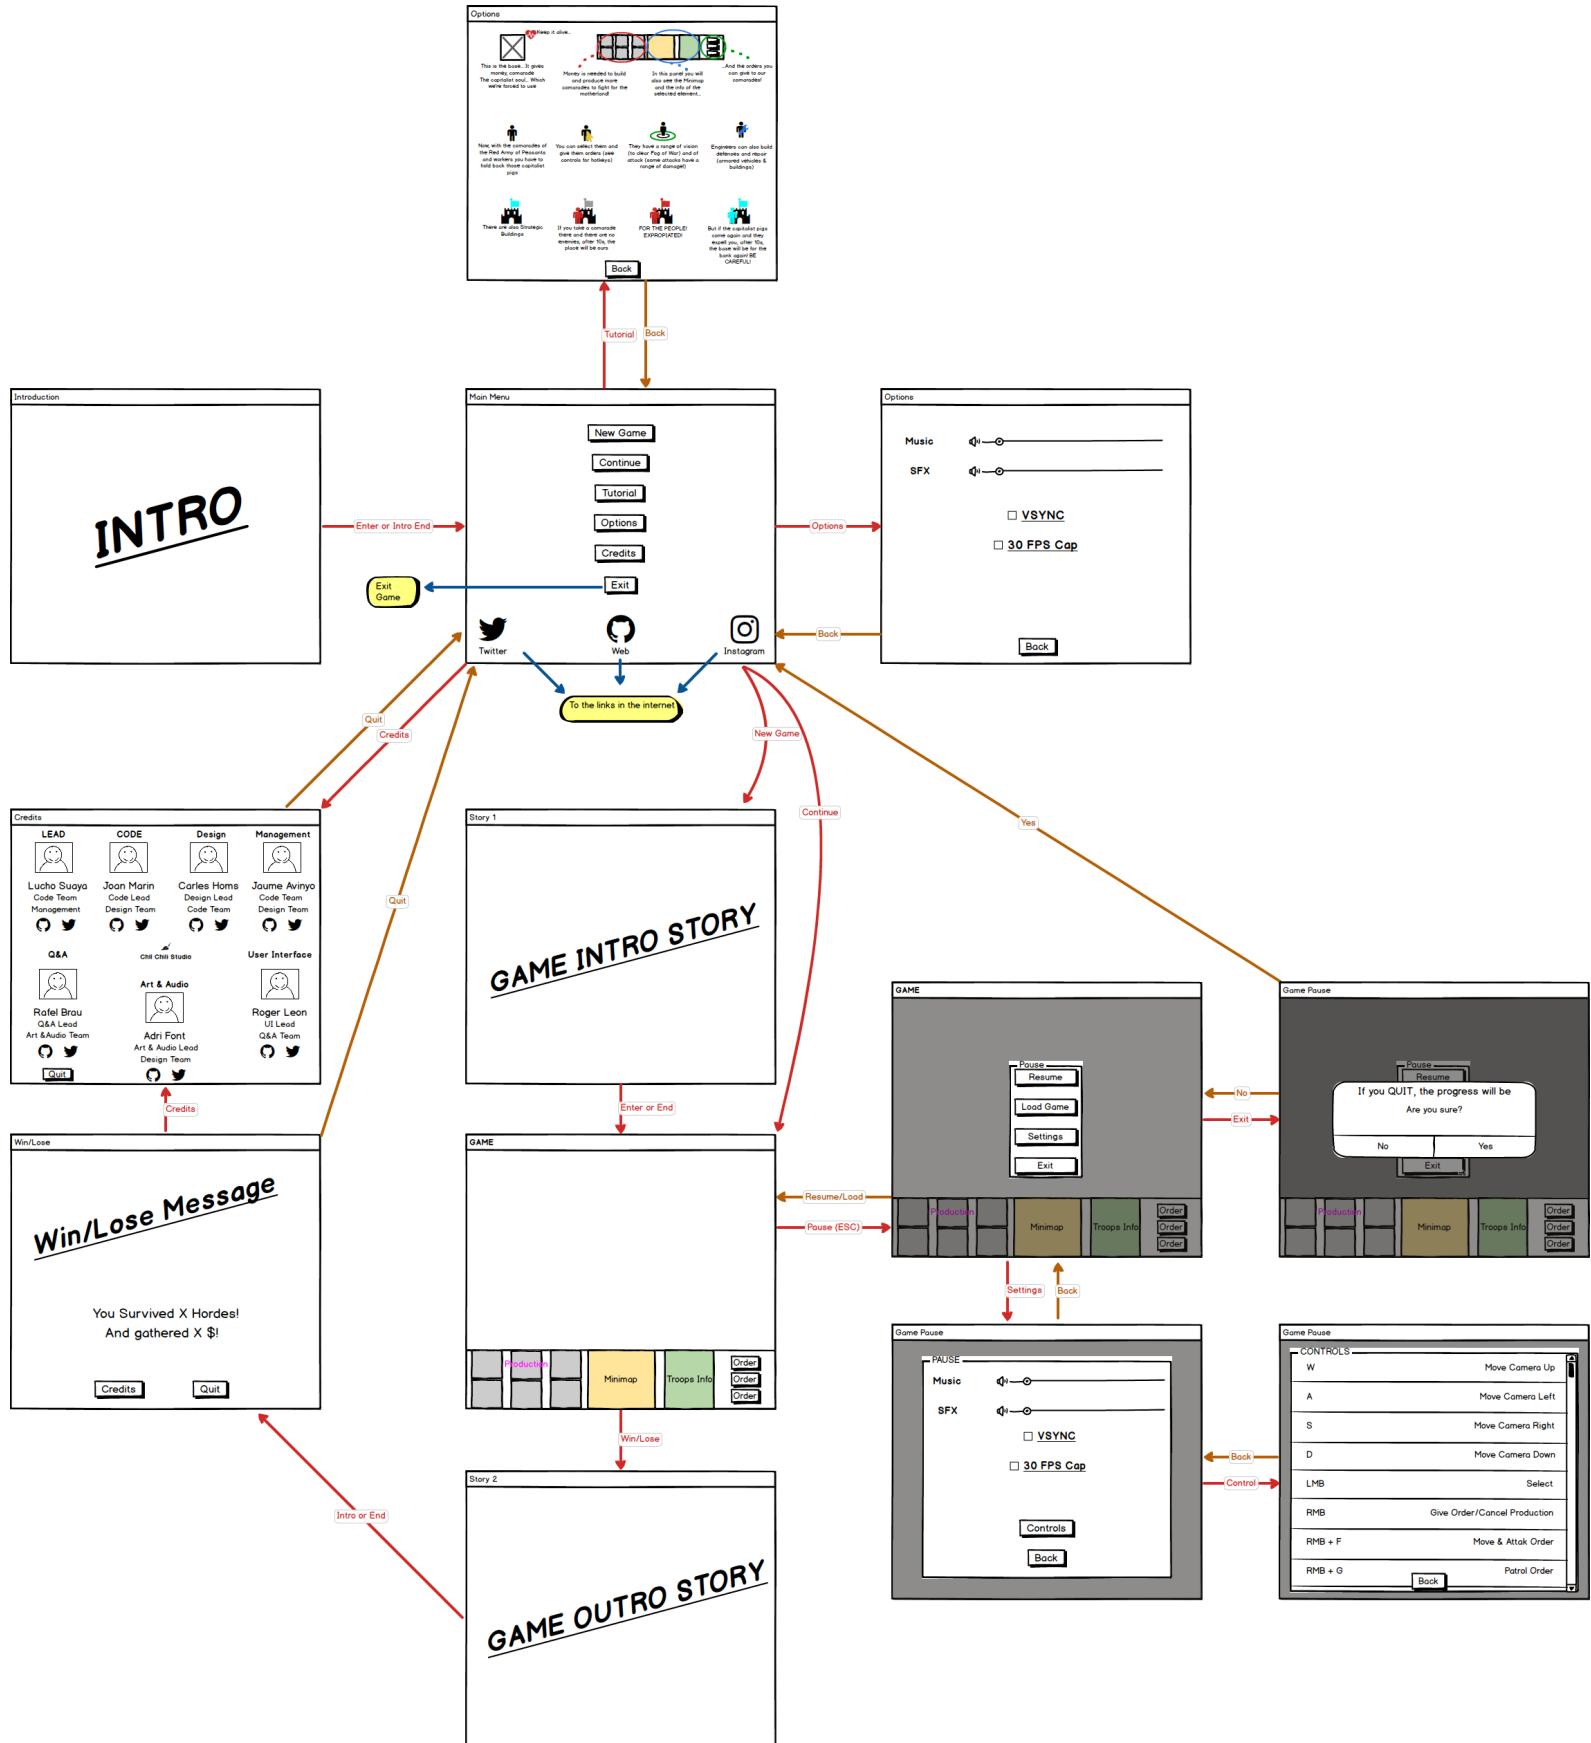 Options
Keep it alive..
This is the base.. It gives
money, comarade
The capitalist soul.. Which
we're forced to use
Money is needed to build
and produce more
comarades to fight for the
motherland!
In this panel you will
also see the Minimap
and the info of the
selected element..
..And the orders you
can give to our
comarades!
Now, with the comarades of
the Red Army of Peasants
and workers you have to
hold back those capitalist
pigs
You can select them and
give them orders (see
controls for hotkeys)
They have a range of vision
(to clear Fog of War) and of
attack (some attacks have a
range of damage!)
Engineers can also build
defenses and repair
(armored vehicles &
buildings)
There are also Strategic
Buildings
If you take a comarade
there and there are no
enemies, after 10s, the
place will be ours
FOR THE PEOPLE!
EXPROPIATED!
But if the capitalist pigs
come again and they
expell you, after 10s,
the base will be for the
bank again! BE
CAREFUL!
Back
Tutorial
Back
Introduction
INTRO
Enter or Intro End
Main Menu
New Game
Continue
Tutorial
Options
Credits
Exit
Exit
Game
Twitter
Web
Instagram
To the links in the internet
Options
Options
Music
SFX
VSYNC
30 FPS Cap
Back
Back
Quit
Credits
New Game
Continue
Yes
Quit
Credits
LEAD
CODE
Design
Management
Lucho Suaya
Code Team
Management
Joan Marin
Code Lead
Design Team
Carles Homs
Design Lead
Code Team
Jaume Avinyo
Code Team
Design Team
Q&A
Chili Chili Studio
User Interface
Art & Audio
Rafel Brau
Q&A Lead
Art &Audio Team
Adri Font
Art & Audio Lead
Design Team
Roger Leon
UI Lead
Q&A Team
Quit
Credits
Story 1
GAME INTRO STORY
Enter or End
Win/Lose
Win/Lose Message
You Survived X Hordes!
And gathered X $!
Credits
Quit
GAME
Production
Minimap
Troops Info
Order
Order
Order
Resume/Load
Pause (ESC)
GAME
Pause
Resume
Load Game
Settings
Exit
Production
Minimap
Troops Info
Order
Order
Order
No
Exit
Game Pause
Pause
Resume
If you QUIT, the progress will be
Are you sure?
No
Yes
Exit
Production
Minimap
Troops Info
Order
Order
Order
Settings
Back
Game Pause
PAUSE
Music
SFX
VSYNC
30 FPS Cap
Controls
Back
Back
Control
Game Pause
CONTROLS
W
Move Camera Up
A
Move Camera Left
S
Move Camera Right
D
Move Camera Down
LMB
Select
RMB
Give Order/Cancel Production
RMB + F
Move & Attak Order
RMB + G
Patrol Order
Back
Win/Lose
Intro or End
Story 2
GAME OUTRO STORY